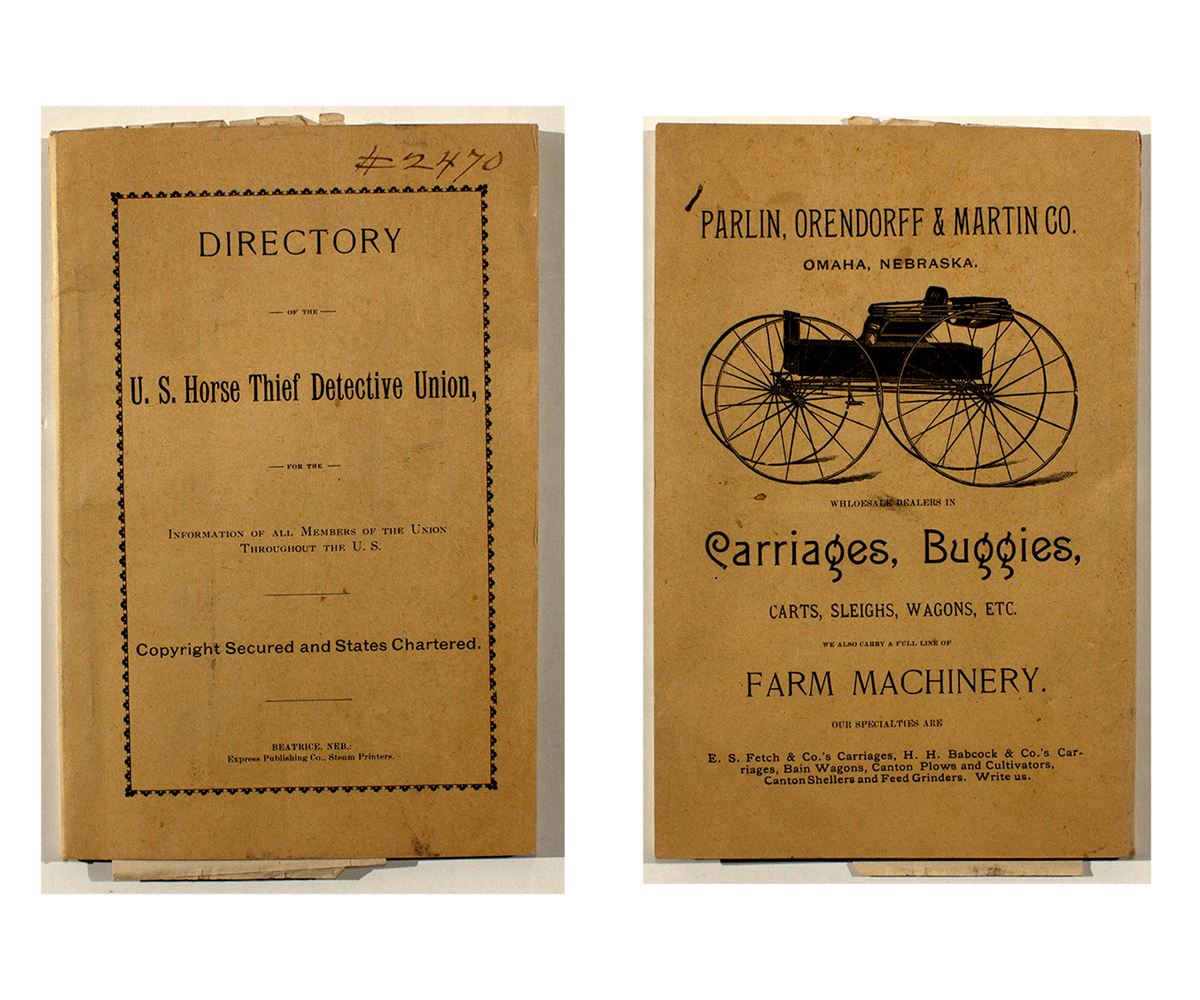 #2470
DIRECTORY
OF THE
U. S. Horse Thief Detective Union,
FOR THE
INFORMATION OF ALL MEMBERS OF THE UNION
THROUGHOUT THE U. S.
Copyright Secured and States Chartered.
BEATRICE, NEB.:
Express Publishing Co., Steam Printers.
PARLIN, ORENDORFF & MARTIN CO.
OMAHA, NEBRASKA.
WHLOESALE DEALERS IN
Carriages, Buggies,
CARTS, SLEIGHS, WAGONS, ETC.
WE ALSO CARRY A FULL LINE OF
FARM MACHINERY.
OUR SPECIALTIES ARE
E. S. Fetch & Co.'s Carriages, H. H. Babcock & Co.'s Car-
riages, Bain Wagons, Canton Plows and Cultivators,
Canton Shellers and Feed Grinders. Write us.